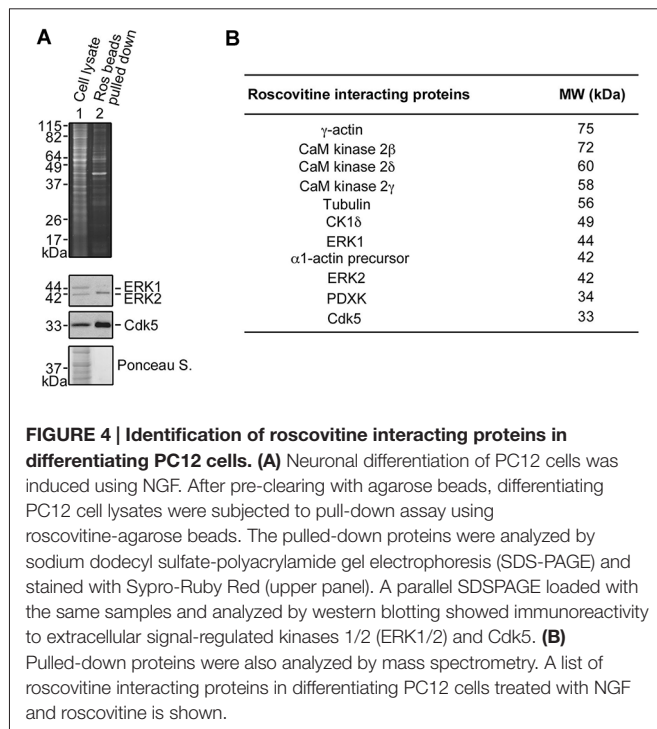 A
Cell lysate
Ros beads
pulled down
1 2
115
82
64
49
37
26
17
kDa
44
42
ERK1
ERK2
33
Cdk5
37
kDa
Ponceau S.
B
Roscovitine interacting proteins MW (kDa)
γ-actin 75
CaM kinase 2β 72
CaM kinase 2δ 60
CaM kinase 2γ 58
Tubulin 56
CK1δ 49
ERK1 44
α1-actin precursor 42
ERK2 42
PDXK 34
Cdk5 33
FIGURE 4 | Identification of roscovitine interacting proteins in
differentiating PC12 cells. (A) Neuronal differentiation of PC12 cells was
induced using NGF. After pre-clearing with agarose beads, differentiating
PC12 cell lysates were subjected to pull-down assay using
roscovitine-agarose beads. The pulled-down proteins were analyzed by
sodium dodecyl sulfate-polyacrylamide gel electrophoresis (SDS-PAGE) and
stained with Sypro-Ruby Red (upper panel). A parallel SDSPAGE loaded with
the same samples and analyzed by western blotting showed immunoreactivity
to extracellular signal-regulated kinases 1/2 (ERK1/2) and Cdk5. (B)
Pulled-down proteins were also analyzed by mass spectrometry. A list of
roscovitine interacting proteins in differentiating PC12 cells treated with NGF
and roscovitine is shown.